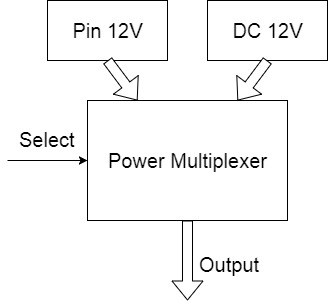 Pin 12V
DC 12V
Select
Power Multiplexer
Output